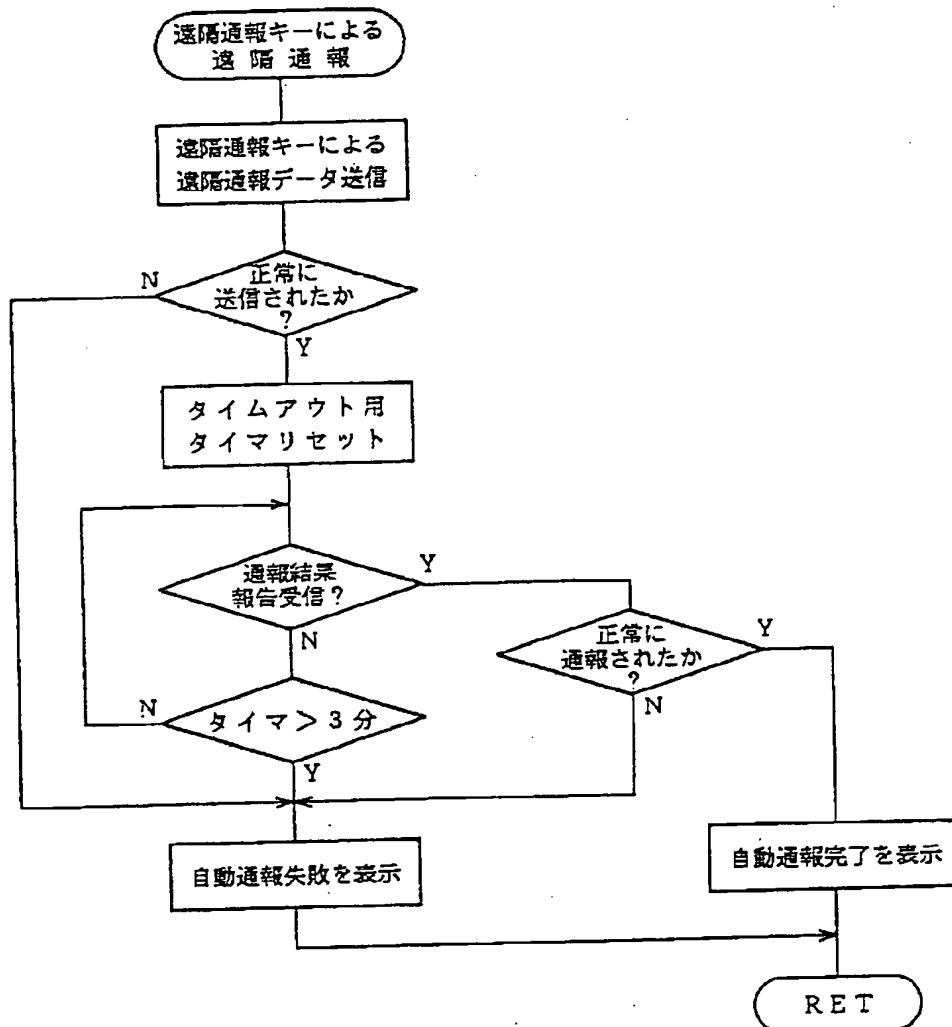 遠隔通報キーによる
遠隔通報
遠隔通報キーによる
遠隔通報データ送信
N
正常に
送信されたか
?
Y
タイムアウト用
タイマリセット
通報結果
報告受信?
Y
N
正常に
通報されたか
?
Y
N
N
タイマ>3分
Y
自動通報失敗を表示
自動通報完了を表示
RET